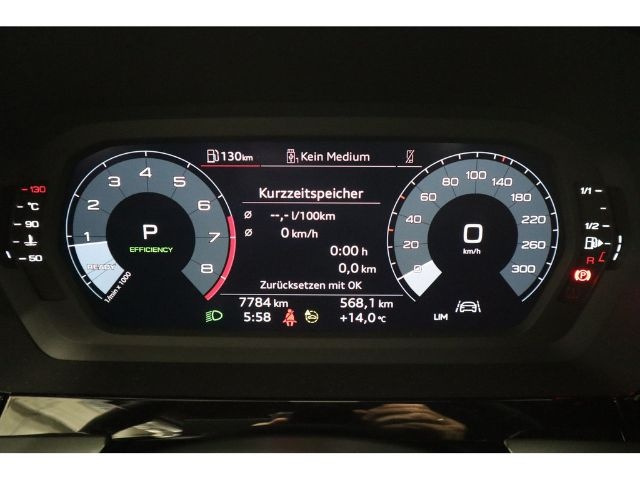 130 km Kein Medium
Kurzzeitspeicher
Ø --,- l/100km
Ø 0 km/h
0:00 h
0,0 km
Zurücksetzen mit OK
7784 km 568,1 km
5:58 +14,0 °C
130
°C
90
50
1 2 3 4 5 6 7 8
P
EFFICIENCY
READY
1/min x 1000
0 20 60 80 100 120 140 180 220 260 300
0
km/h
0
LIM
1/1
1/2
R
(P)